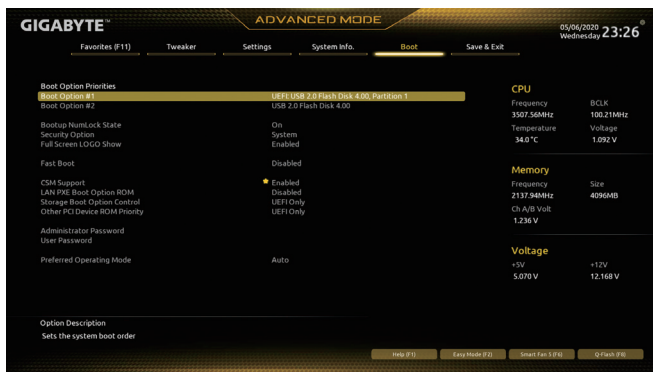 GIGABYTE™
ADVANCED MODE
05/06/2020
Wednesday 23:26
Favorites (F11) Tweaker Settings System Info. Boot Save & Exit
Boot Option Priorities
Boot Option #1 UEFI: USB 2.0 Flash Disk 4.00, Partition 1
Boot Option #2 USB 2.0 Flash Disk 4.00
Bootup NumLock State On
Security Option System
Full Screen LOGO Show Enabled
Fast Boot Disabled
CSM Support Enabled
LAN PXE Boot Option ROM Disabled
Storage Boot Option Control UEFI Only
Other PCI Device ROM Priority UEFI Only
Administrator Password
User Password
Preferred Operating Mode Auto
CPU
Frequency BCLK
3507.56MHz 100.21MHz
Temperature Voltage
34.0 °C 1.092 V
Memory
Frequency Size
2137.94MHz 4096MB
Ch A/B Volt
1.236 V
Voltage
+5V +12V
5.070 V 12.168 V
Option Description
Sets the system boot order
Help (F1) Easy Mode (F2) Smart Fan 5 (F6) Q-Flash (F8)